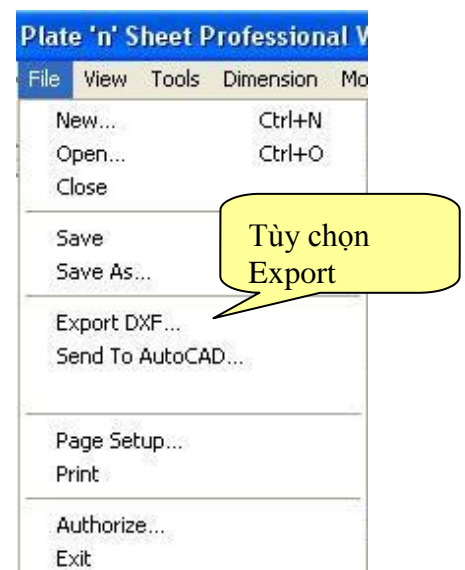 Plate 'n' Sheet Professional V
File View Tools Dimension Mo
New... Ctrl+N
Open... Ctrl+O
Close
Save
Save As...
Tùy chọn
Export
Export DXF...
Send To AutoCAD...
Page Setup...
Print
Authorize...
Exit